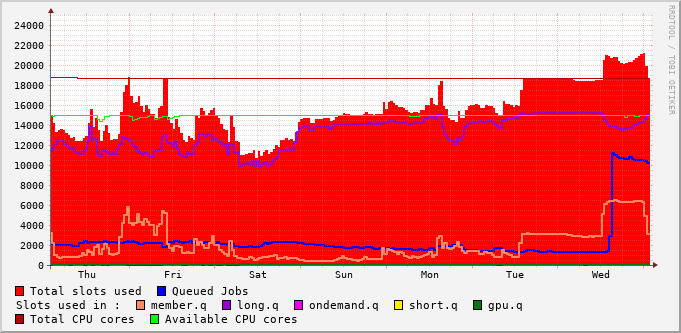 RRDTOOL / TOBI OETIKER
24000
22000
20000
18000
16000
14000
12000
10000
8000
6000
4000
2000
0
Thu Fri Sat Sun Mon Tue Wed
Total slots used Queued Jobs
Slots used in : member.q long.q ondemand.q short.q gpu.q
Total CPU cores Available CPU cores